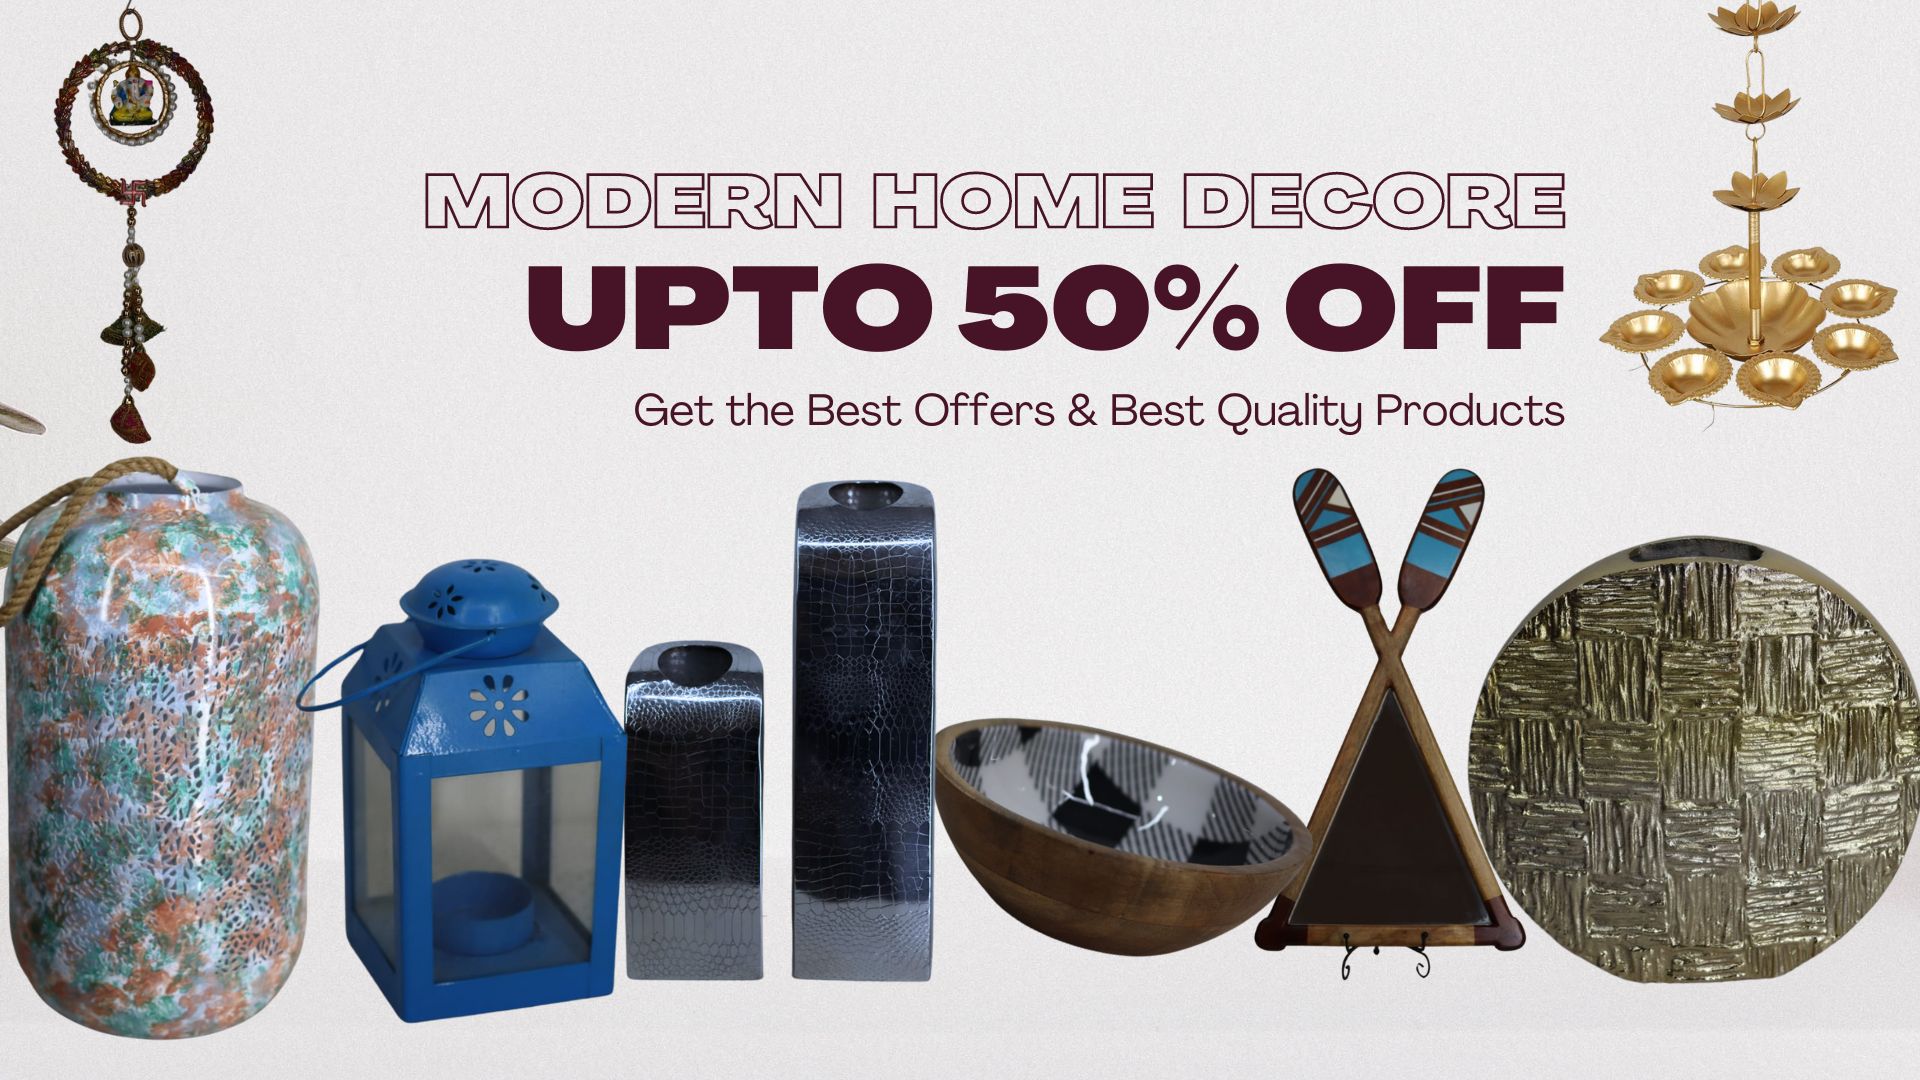 MODERN HOME DECORE
UPTO 50% OFF
Get the Best Offers & Best Quality Products